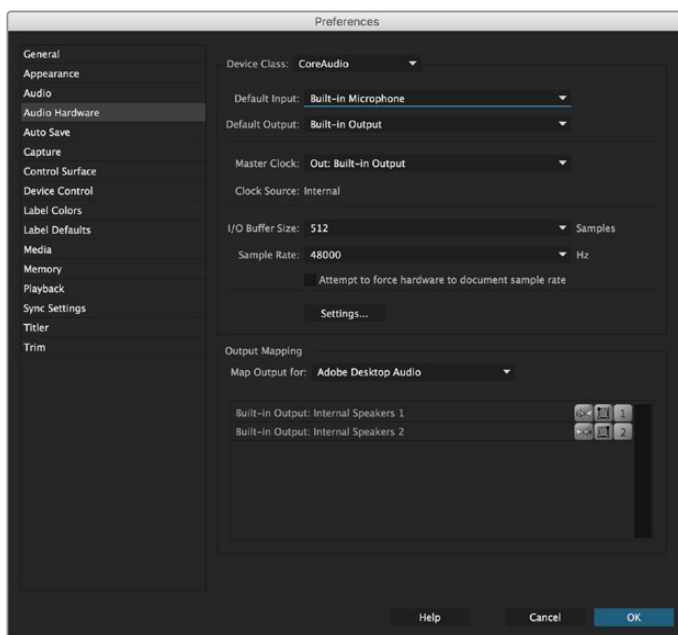 Preferences
General
Appearance
Audio
Audio Hardware
Auto Save
Capture
Control Surface
Device Control
Label Colors
Label Defaults
Media
Memory
Playback
Sync Settings
Titler
Trim
Device Class: CoreAudio
Default Input: Built-in Microphone
Default Output: Built-in Output
Master Clock: Out: Built-in Output
Clock Source: Internal
I/O Buffer Size: 512 Samples
Sample Rate: 48000 Hz
Attempt to force hardware to document sample rate
Settings...
Output Mapping
Map Output for: Adobe Desktop Audio
Built-in Output: Internal Speakers 1 1
Built-in Output: Internal Speakers 2 2
Help Cancel OK